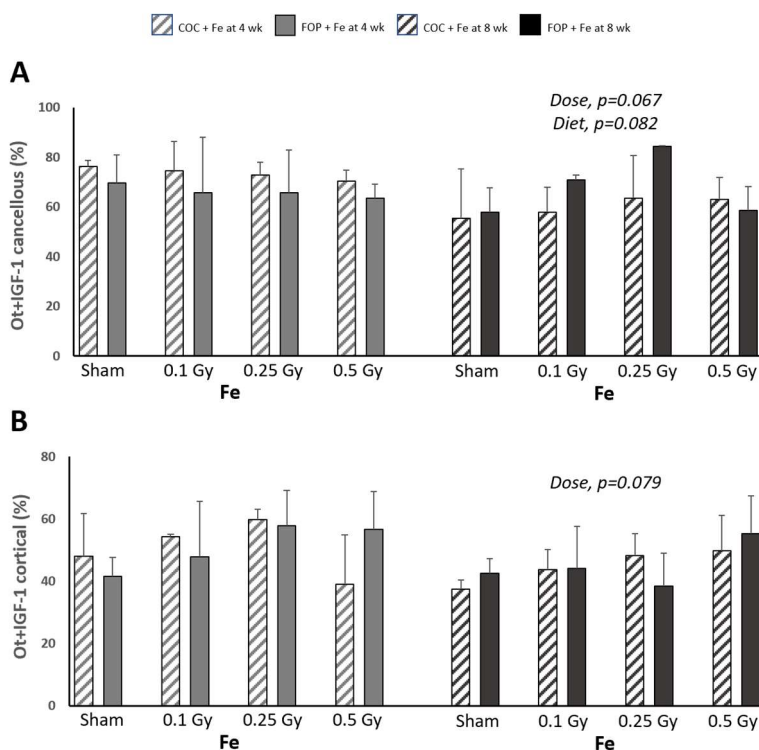 COC + Fe at 4 wk FOP + Fe at 4 wk COC + Fe at 8 wk FOP + Fe at 8 wk
A
Dose, p=0.067
Diet, p=0.082
Ot+IGF-1 cancellous (%)
100
80
60
40
20
0
Sham 0.1 Gy 0.25 Gy 0.5 Gy Sham 0.1 Gy 0.25 Gy 0.5 Gy
Fe Fe
B
Dose, p=0.079
Ot+IGF-1 cortical (%)
80
60
40
20
0
Sham 0.1 Gy 0.25 Gy 0.5 Gy Sham 0.1 Gy 0.25 Gy 0.5 Gy
Fe Fe